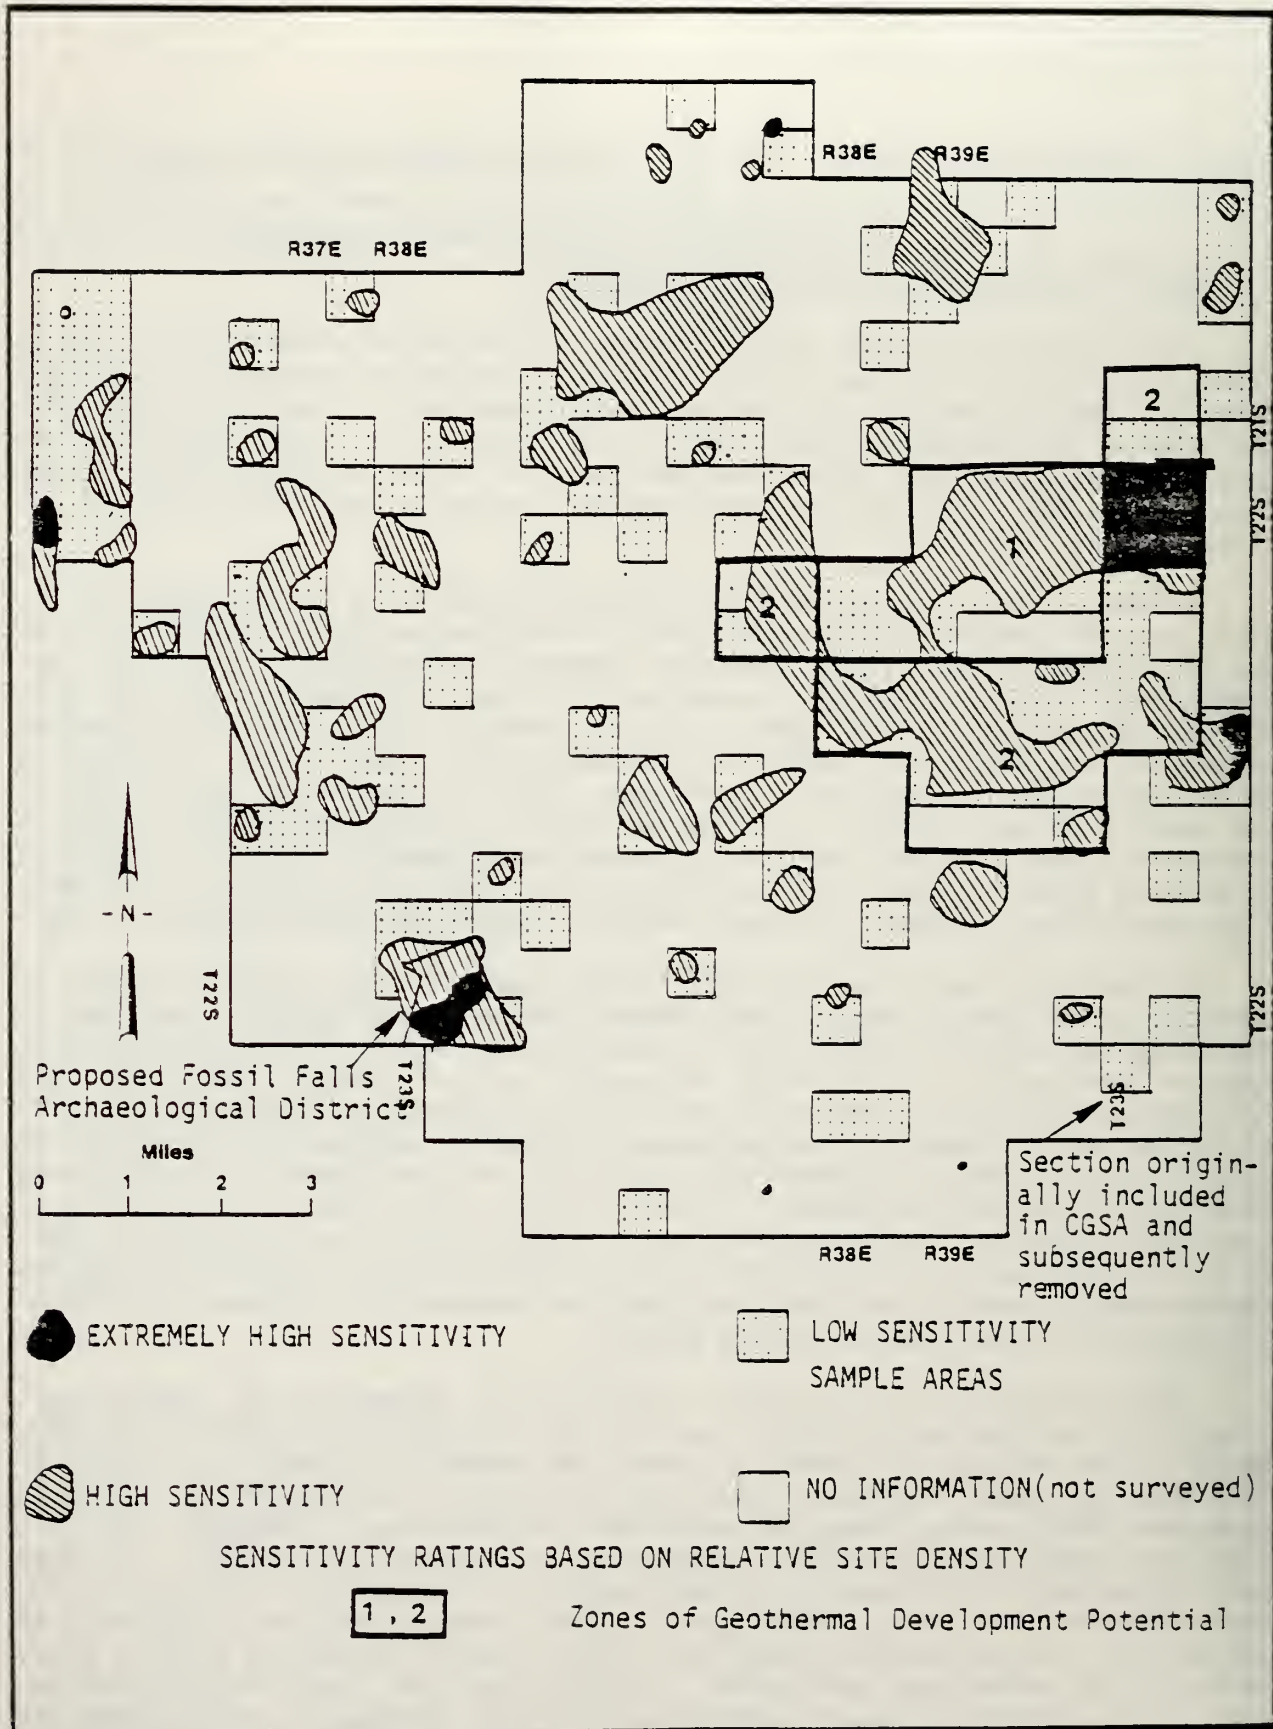 R38E
R39E
R37E R38E
2
T21S
T22S
1
2
2
- N -
T22S
T22S
Proposed Fossil Falls
Archaeological District
T23S
T23S
Miles
0 1 2 3
Section origin-
ally included
in CGSA and
subsequently
removed
R38E
R39E
EXTREMELY HIGH SENSITIVITY
LOW SENSITIVITY
SAMPLE AREAS
HIGH SENSITIVITY
NO INFORMATION(not surveyed)
SENSITIVITY RATINGS BASED ON RELATIVE SITE DENSITY
1 , 2
Zones of Geothermal Development Potential